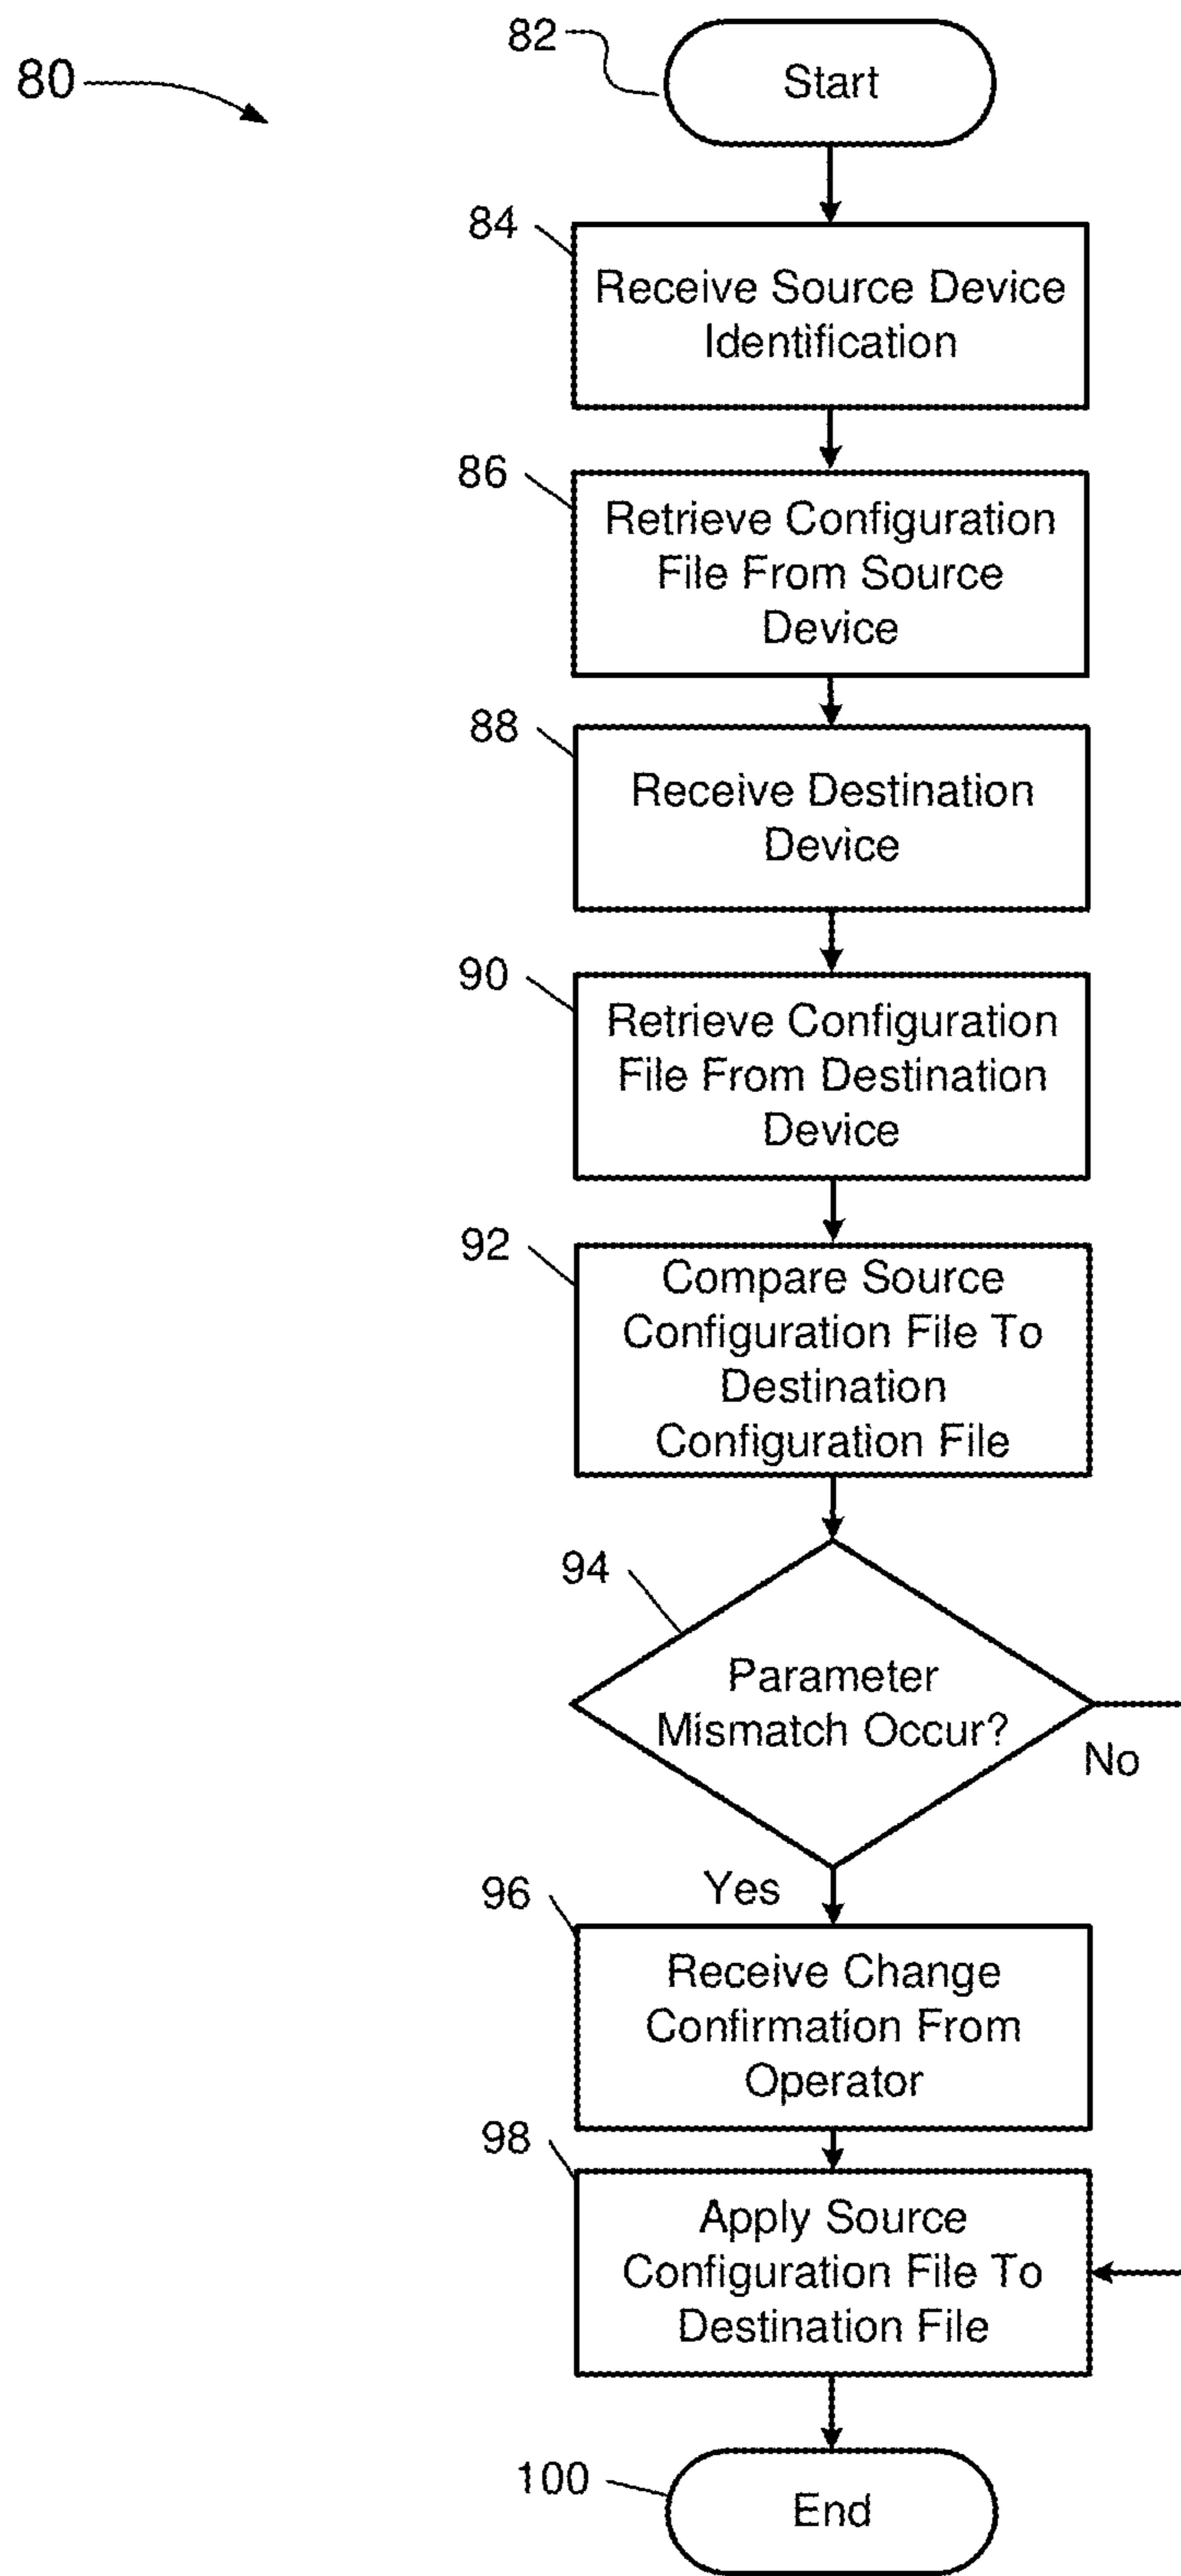 80
82
Start
84
Receive Source Device
Identification
86
Retrieve Configuration
File From Source
Device
88
Receive Destination
Device
90
Retrieve Configuration
File From Destination
Device
92
Compare Source
Configuration File To
Destination
Configuration File
94
Parameter
Mismatch Occur?
No
Yes
96
Receive Change
Confirmation From
Operator
98
Apply Source
Configuration File To
Destination File
100
End